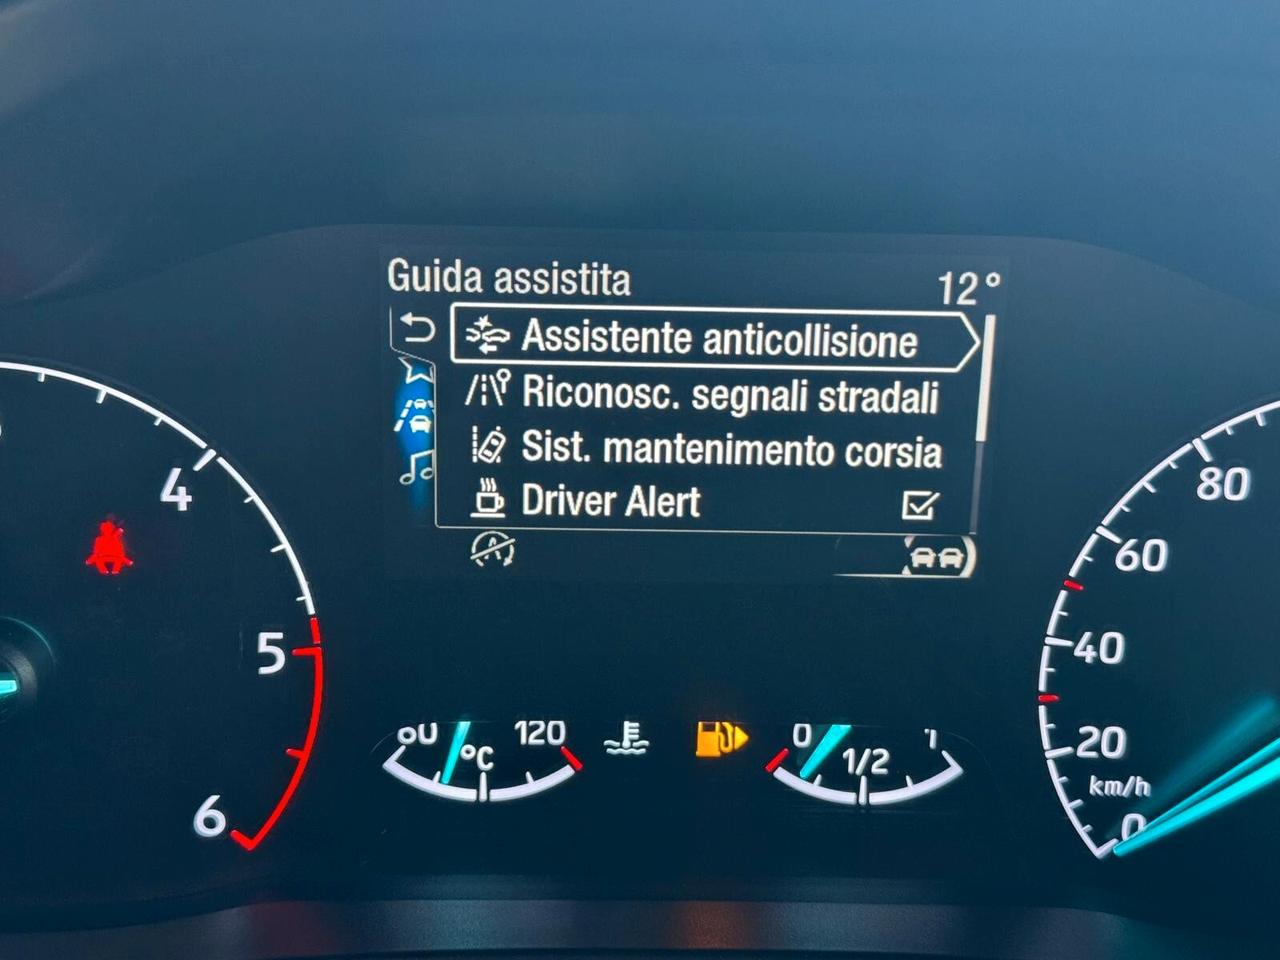 Guida assistita 12°
Assistente anticollisione
Riconosc. segnali stradali
Sist. mantenimento corsia
Driver Alert
4
5
6
120
°C
0
1/2
80
60
40
20
km/h
0